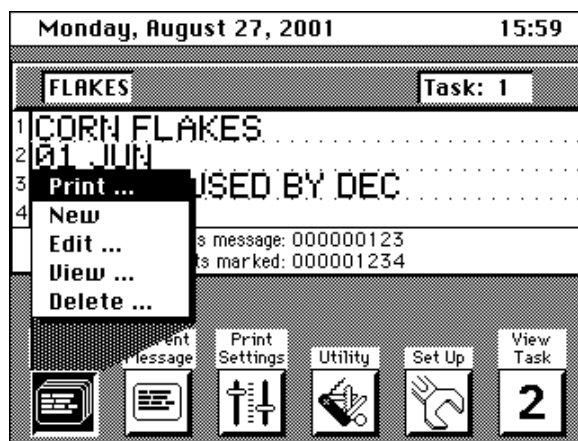 Monday, August 27, 2001 15:59
FLAKES Task: 1
1 CORN FLAKES
2 01 JUN
3 USED BY DEC
4
Print ...
New
Edit ...
View ...
Delete ...
s message: 000000123
ts marked: 000001234
ent Message
Print Settings
Utility
Set Up
View Task
2